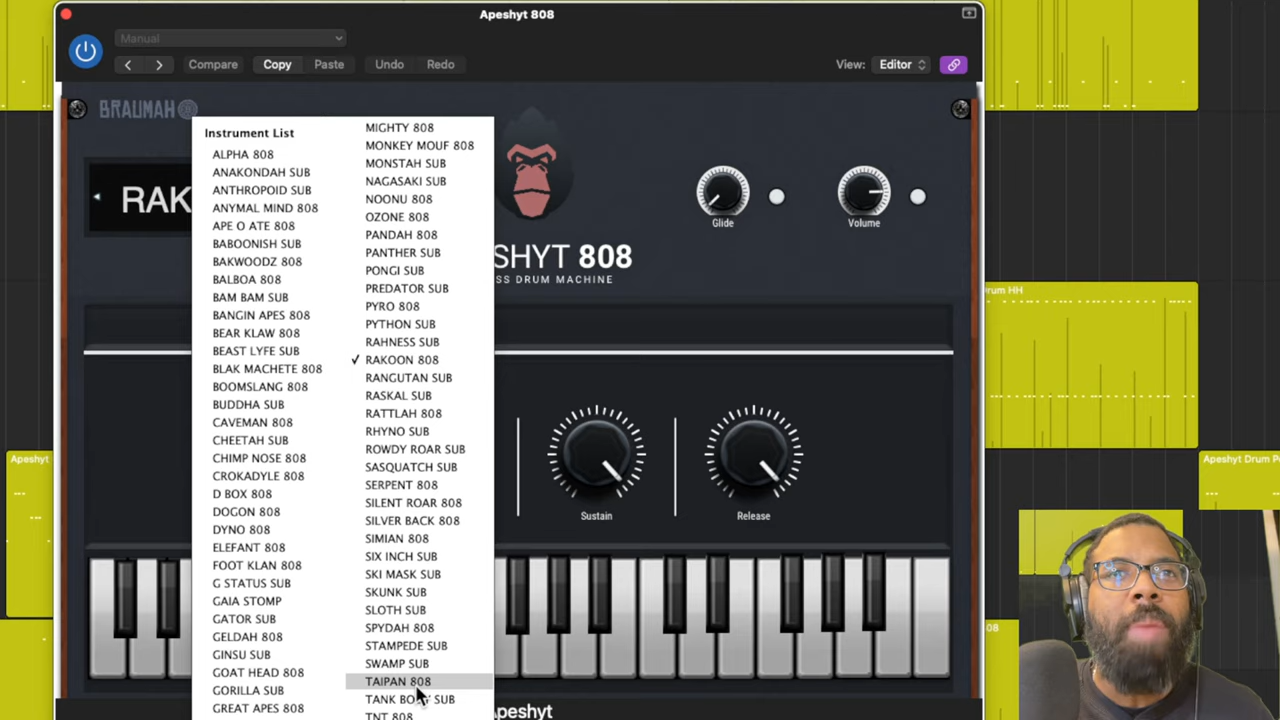 Apeshyt 808
Manual
Compare
Copy
Paste
Undo
Redo
View:
Editor
BRAUMAH
RAK
Glide
Volume
SHYT 808
SS DRUM MACHINE
Instrument List
ALPHA 808
ANAKONDAH SUB
ANTHROPOID SUB
ANYMAL MIND 808
APE O ATE 808
BABOONISH SUB
BAKWOODZ 808
BALBOA 808
BAM BAM SUB
BANGIN APES 808
BEAR KLAW 808
BEAST LYFE SUB
BLAK MACHETE 808
BOOMSLANG 808
BUDDHA SUB
CAVEMAN 808
CHEETAH SUB
CHIMP NOSE 808
CROKADYLE 808
D BOX 808
DOGON 808
DYNO 808
ELEFANT 808
FOOT KLAN 808
G STATUS SUB
GAIA STOMP
GATOR SUB
GELDAH 808
GINSU SUB
GOAT HEAD 808
GORILLA SUB
GREAT APES 808
MIGHTY 808
MONKEY MOUF 808
MONSTAH SUB
NAGASAKI SUB
NOONU 808
OZONE 808
PANDAH 808
PANTHER SUB
PONGI SUB
PREDATOR SUB
PYRO 808
PYTHON SUB
RAHNESS SUB
✓ RAKOON 808
RANGUTAN SUB
RASKAL SUB
RATTLAH 808
RHYNO SUB
ROWDY ROAR SUB
SASQUATCH SUB
SERPENT 808
SILENT ROAR 808
SILVER BACK 808
SIMIAN 808
SIX INCH SUB
SKI MASK SUB
SKUNK SUB
SLOTH SUB
SPYDAH 808
STAMPEDE SUB
SWAMP SUB
TAIPAN 808
TANK BODY SUB
TNT 808
Sustain
Release
Drum HH
Apeshyt
Apeshyt Drum P
08
peshyt